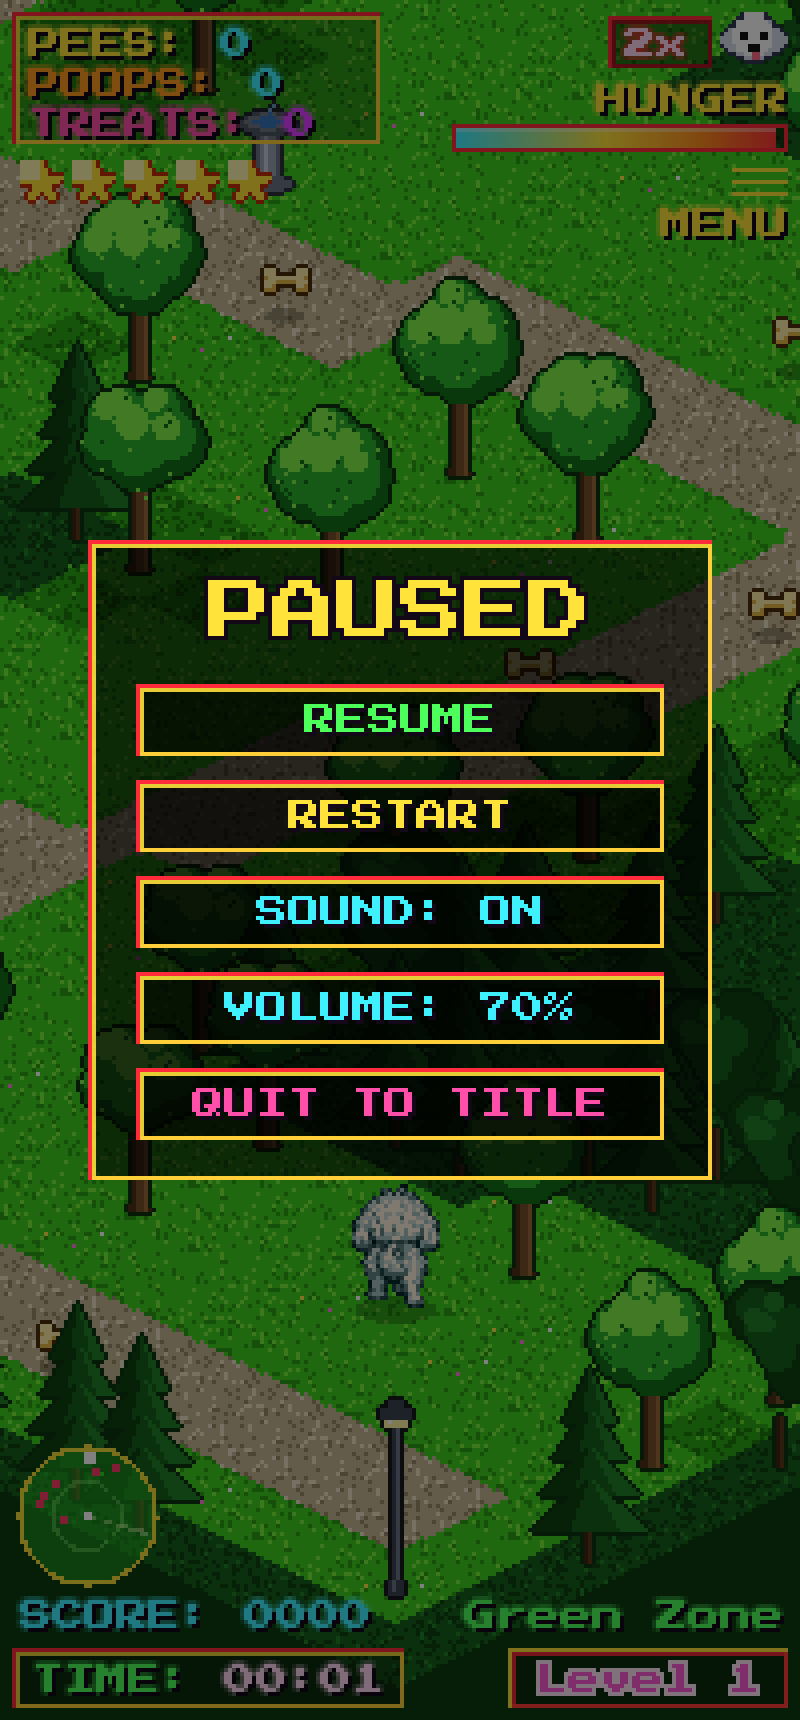 PEES: 0
POOPS: 0
TREATS: 0
2x
HUNGER
MENU
PAUSED
RESUME
RESTART
SOUND: ON
VOLUME: 70%
QUIT TO TITLE
SCORE: 0000
Green Zone
TIME: 00:01
Level 1